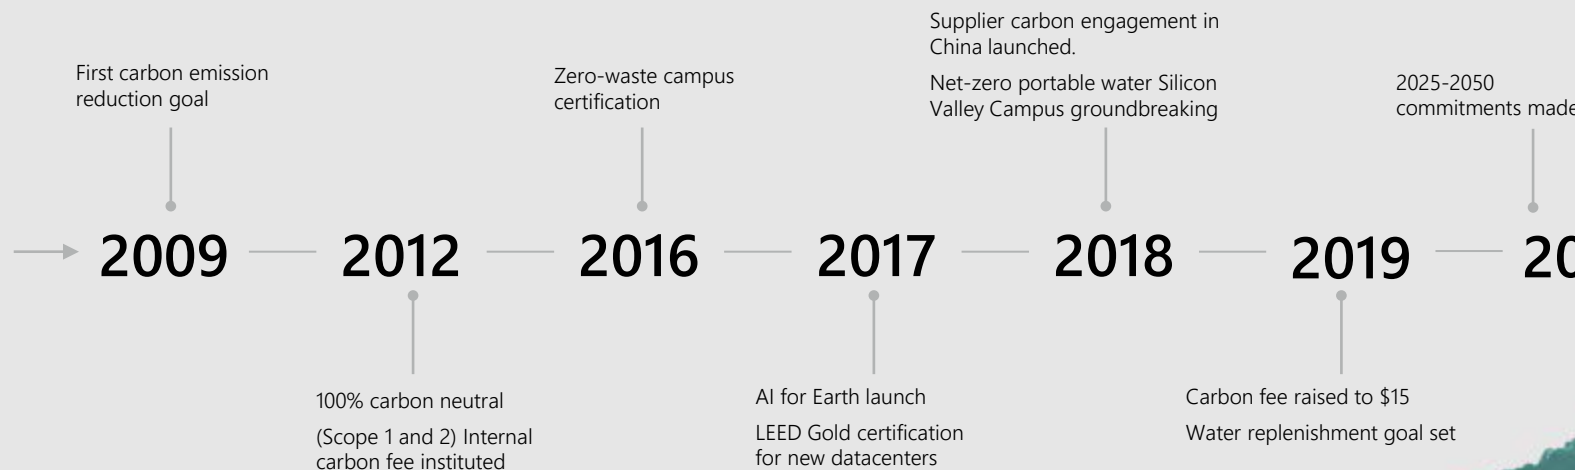 Supplier carbon engagement in
China launched.
Net-zero portable water Silicon
Valley Campus groundbreaking
First carbon emission
reduction goal
Zero-waste campus
certification
2025-2050
commitments made
2009
2012
2016
2017
2018
2019
20
100% carbon neutral
(Scope 1 and 2) Internal
carbon fee instituted
AI for Earth launch
LEED Gold certification
for new datacenters
Carbon fee raised to $15
Water replenishment goal set